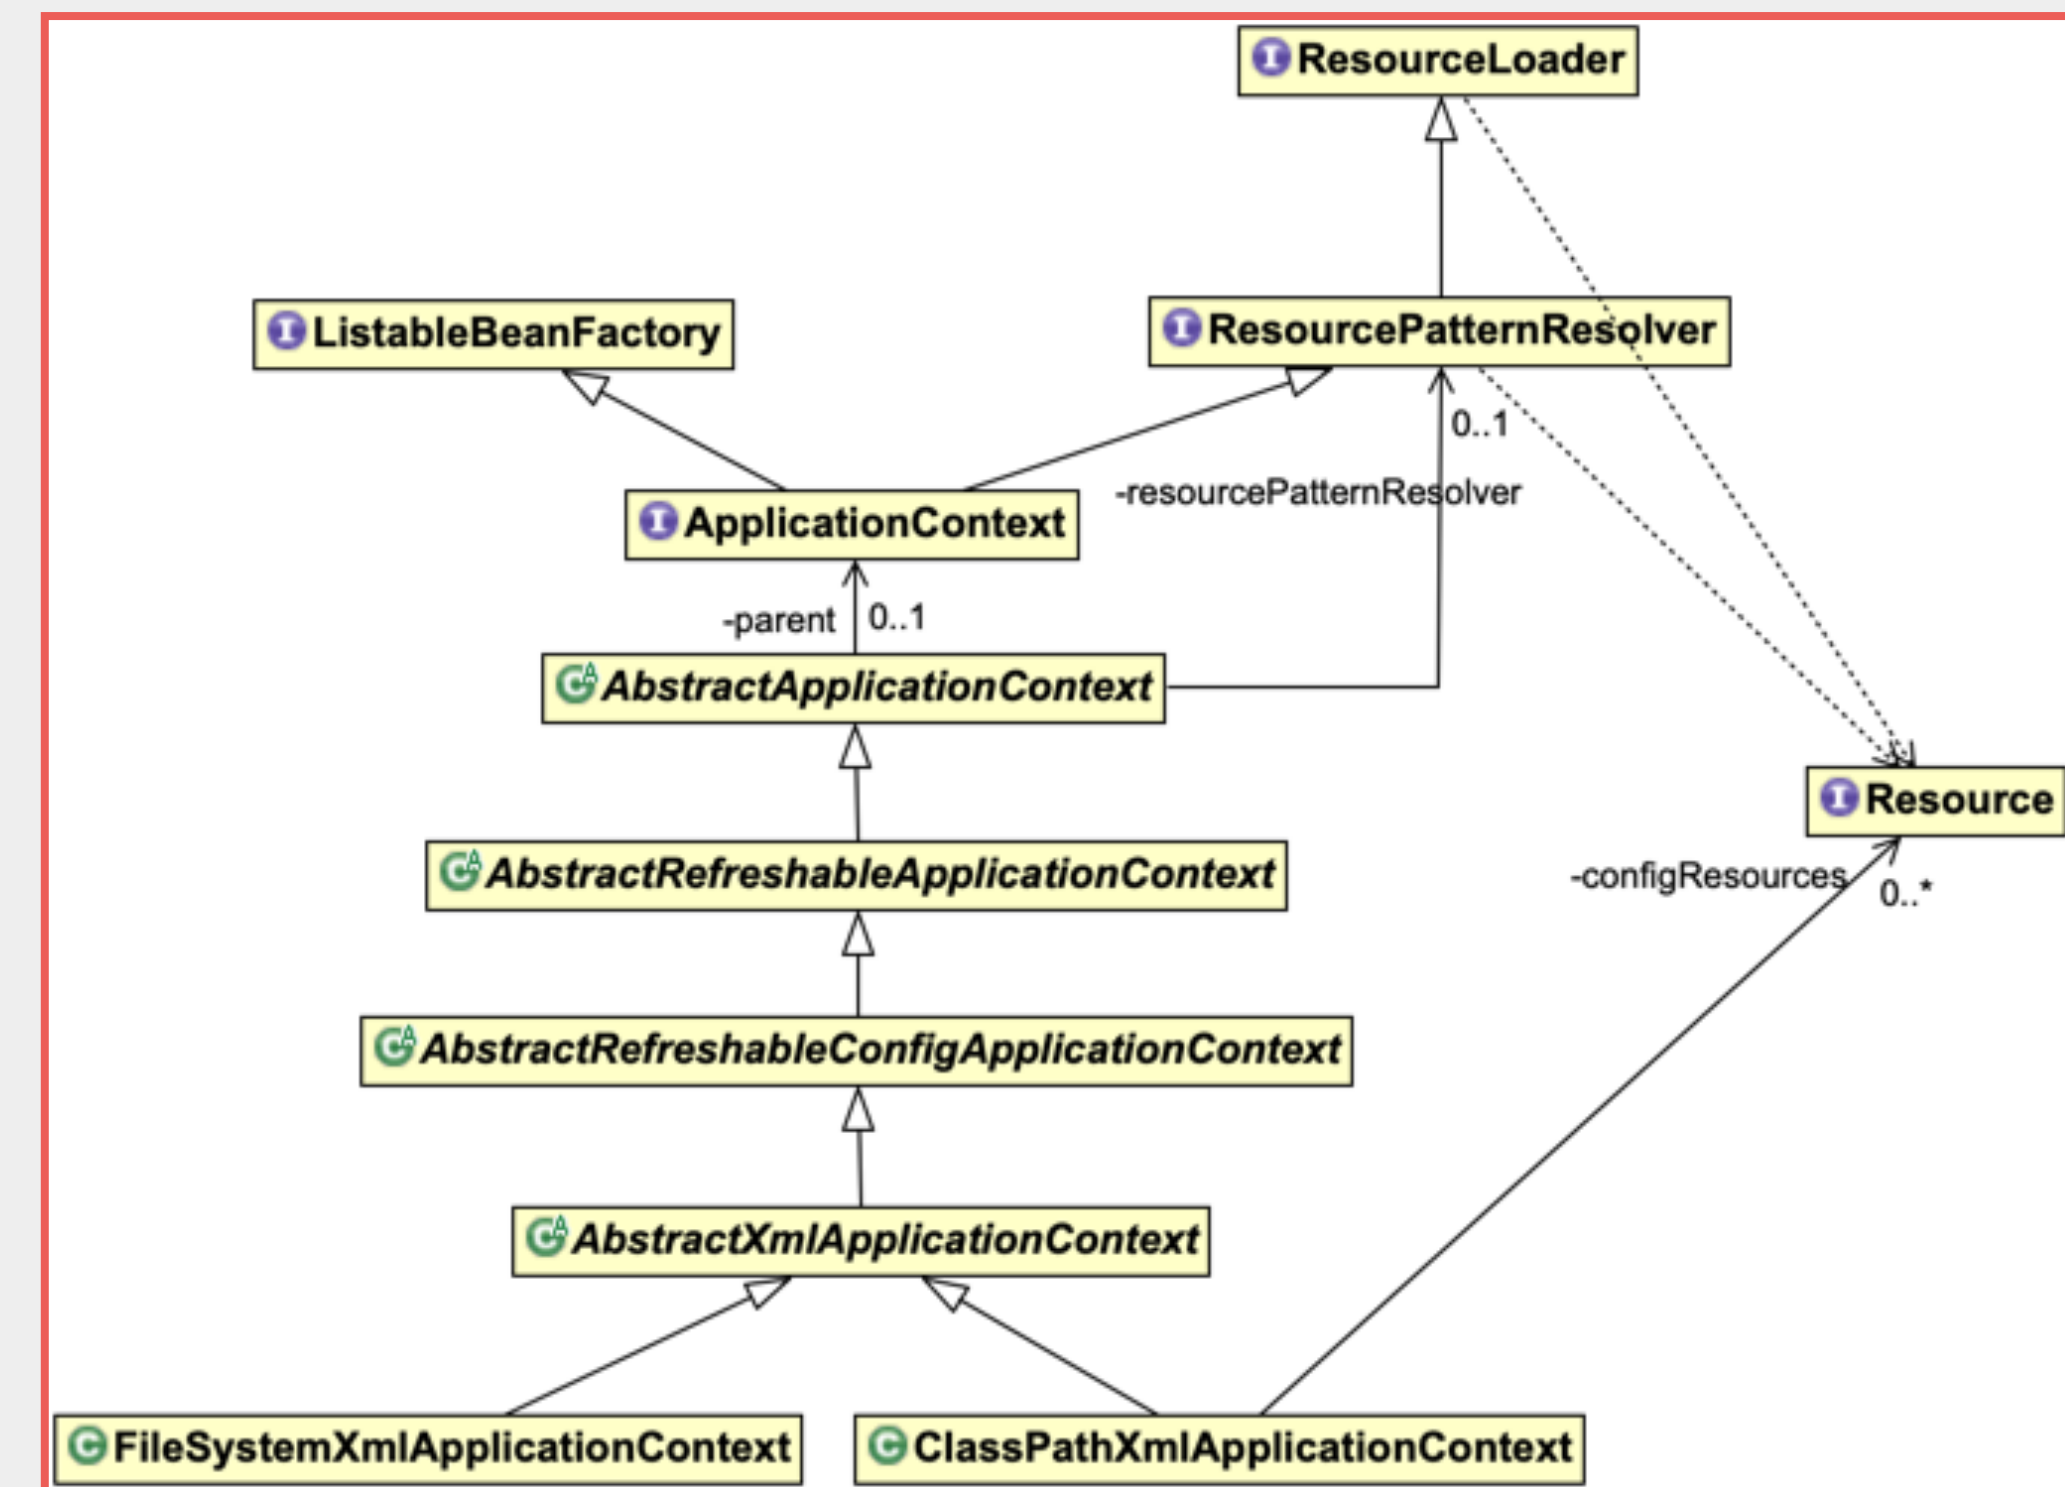 ResourceLoader
ListableBeanFactory
ResourcePatternResolver
0..1
-resourcePatternResolver
ApplicationContext
-parent
0..1
AbstractApplicationContext
Resource
AbstractRefreshableApplicationContext
-configResources
0..*
AbstractRefreshableConfigApplicationContext
AbstractXmlApplicationContext
FileSystemXmlApplicationContext
ClassPathXmlApplicationContext